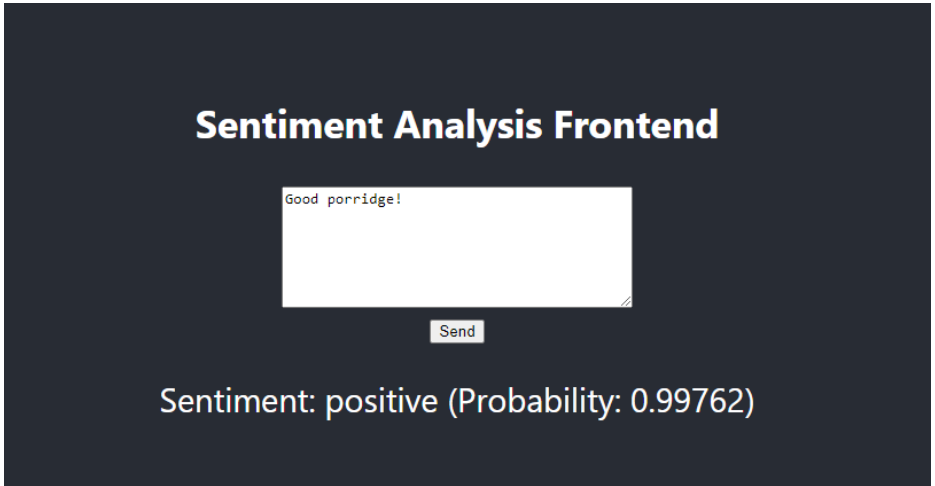 Sentiment Analysis Frontend
Good porridge!
Send
Sentiment: positive (Probability: 0.99762)